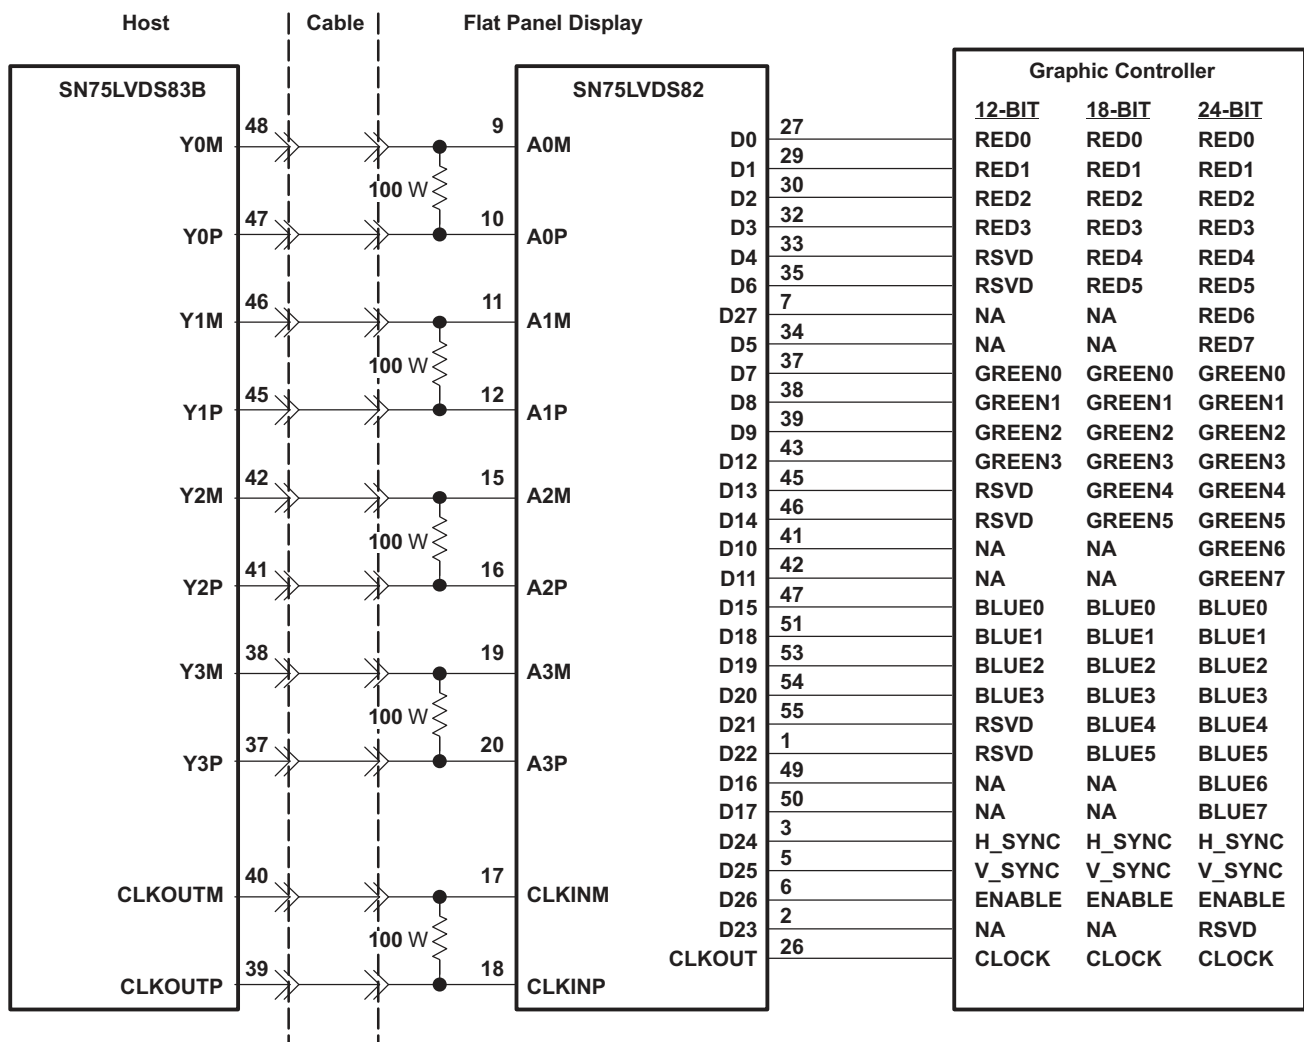 Host Cable Flat Panel Display
SN75LVDS83B
SN75LVDS82
Graphic Controller
12-BIT 18-BIT 24-BIT
Y0M 48 9 A0M
100 W
Y0P 47 10 A0P
Y1M 46 11 A1M
100 W
Y1P 45 12 A1P
Y2M 42 15 A2M
100 W
Y2P 41 16 A2P
Y3M 38 19 A3M
100 W
Y3P 37 20 A3P
CLKOUTM 40 17 CLKINM
100 W
CLKOUTP 39 18 CLKINP
D0 27 RED0 RED0 RED0
D1 29 RED1 RED1 RED1
D2 30 RED2 RED2 RED2
D3 32 RED3 RED3 RED3
D4 33 RSVD RED4 RED4
D6 35 RSVD RED5 RED5
D27 7 NA NA RED6
D5 34 NA NA RED7
D7 37 GREEN0 GREEN0 GREEN0
D8 38 GREEN1 GREEN1 GREEN1
D9 39 GREEN2 GREEN2 GREEN2
D12 43 GREEN3 GREEN3 GREEN3
D13 45 RSVD GREEN4 GREEN4
D14 46 RSVD GREEN5 GREEN5
D10 41 NA NA GREEN6
D11 42 NA NA GREEN7
D15 47 BLUE0 BLUE0 BLUE0
D18 51 BLUE1 BLUE1 BLUE1
D19 53 BLUE2 BLUE2 BLUE2
D20 54 BLUE3 BLUE3 BLUE3
D21 55 RSVD BLUE4 BLUE4
D22 1 RSVD BLUE5 BLUE5
D16 49 NA NA BLUE6
D17 50 NA NA BLUE7
D24 3 H_SYNC H_SYNC H_SYNC
D25 5 V_SYNC V_SYNC V_SYNC
D26 6 ENABLE ENABLE ENABLE
D23 2 NA NA RSVD
CLKOUT 26 CLOCK CLOCK CLOCK